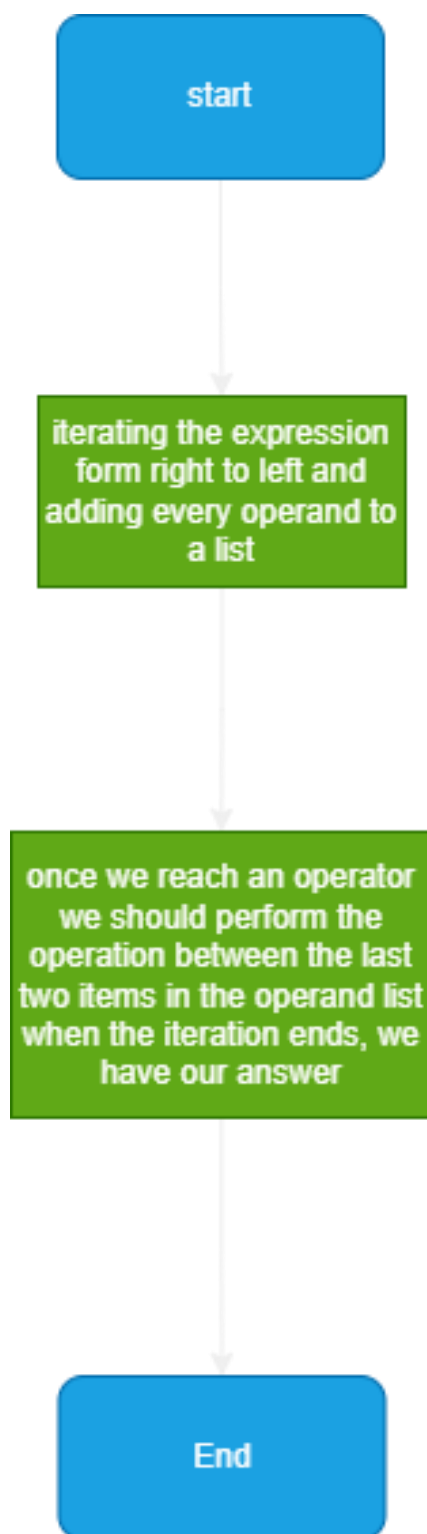 start
iterating the expression
form right to left and
adding every operand to
a list
once we reach an operator
we should perform the
operation between the last
two items in the operand list
when the iteration ends, we
have our answer
End